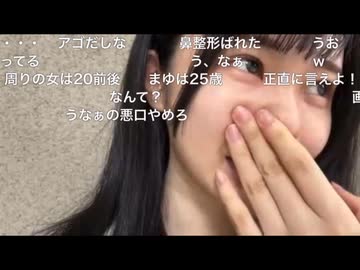 ・・・ アゴだしな 鼻整形ばれた うお
ってる う、なぁ w
周りの女は20前後 まゆは25歳 正直に言えよ！
なんて？ 画
うなぁの悪口やめろ